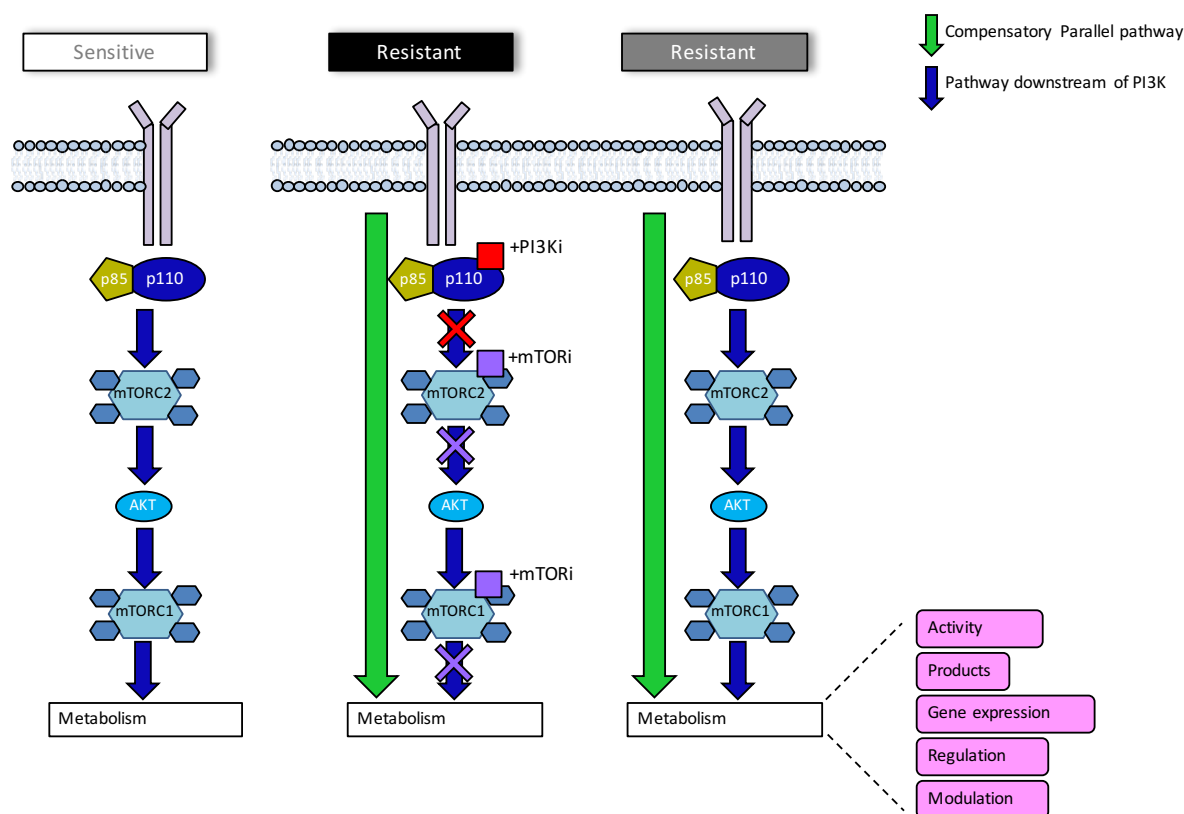 Sensitive
Resistant
Resistant
Compensatory Parallel pathway
Pathway downstream of PI3K
+PI3Ki
p85
p110
p85
p110
p85
p110
+mTORi
mTORC2
mTORC2
mTORC2
AKT
AKT
AKT
+mTORi
mTORC1
mTORC1
mTORC1
Metabolism
Metabolism
Metabolism
Activity
Products
Gene expression
Regulation
Modulation